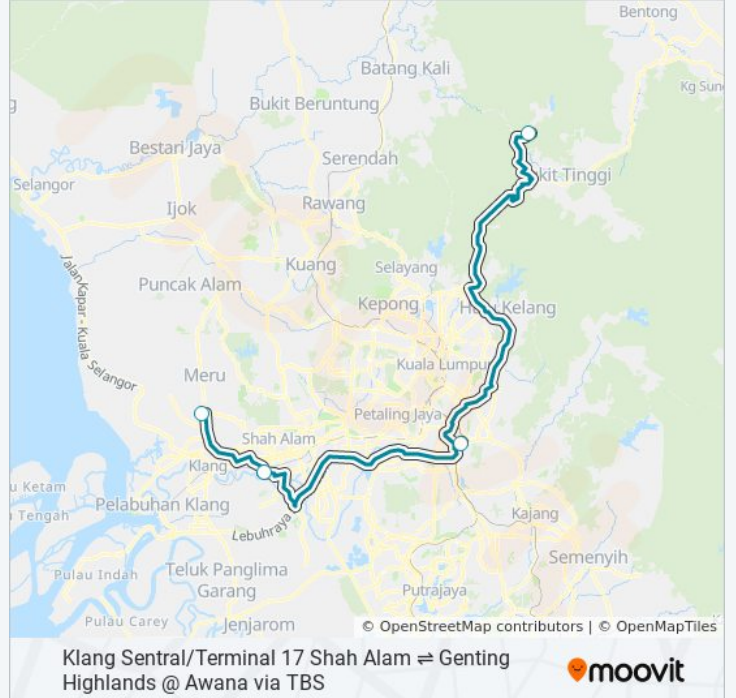 Bentong
Batang Kali
Kg Sun
Bukit Beruntung
Bestari Jaya
Serendah
kit Tinggi
Selangor
Ijok
Rawang
Kuang
Selayang
Puncak Alam
Kepong
Kelang
Jalan Kapar - Kuala Selangor
Kuala Lumpur
Meru
Petaling Jaya
Shah Alam
Klang
u Ketam
Pelabuhan Klang
Tengah
Kajang
Lebuhraya
Semenyih
Teluk Panglima
Garang
Pulau Indah
Putrajaya
Pulau Carey
Jenjarom
© OpenStreetMap contributors | © OpenMapTiles
Klang Sentral/Terminal 17 Shah Alam ⇌ Genting
Highlands @ Awana via TBS
moovit